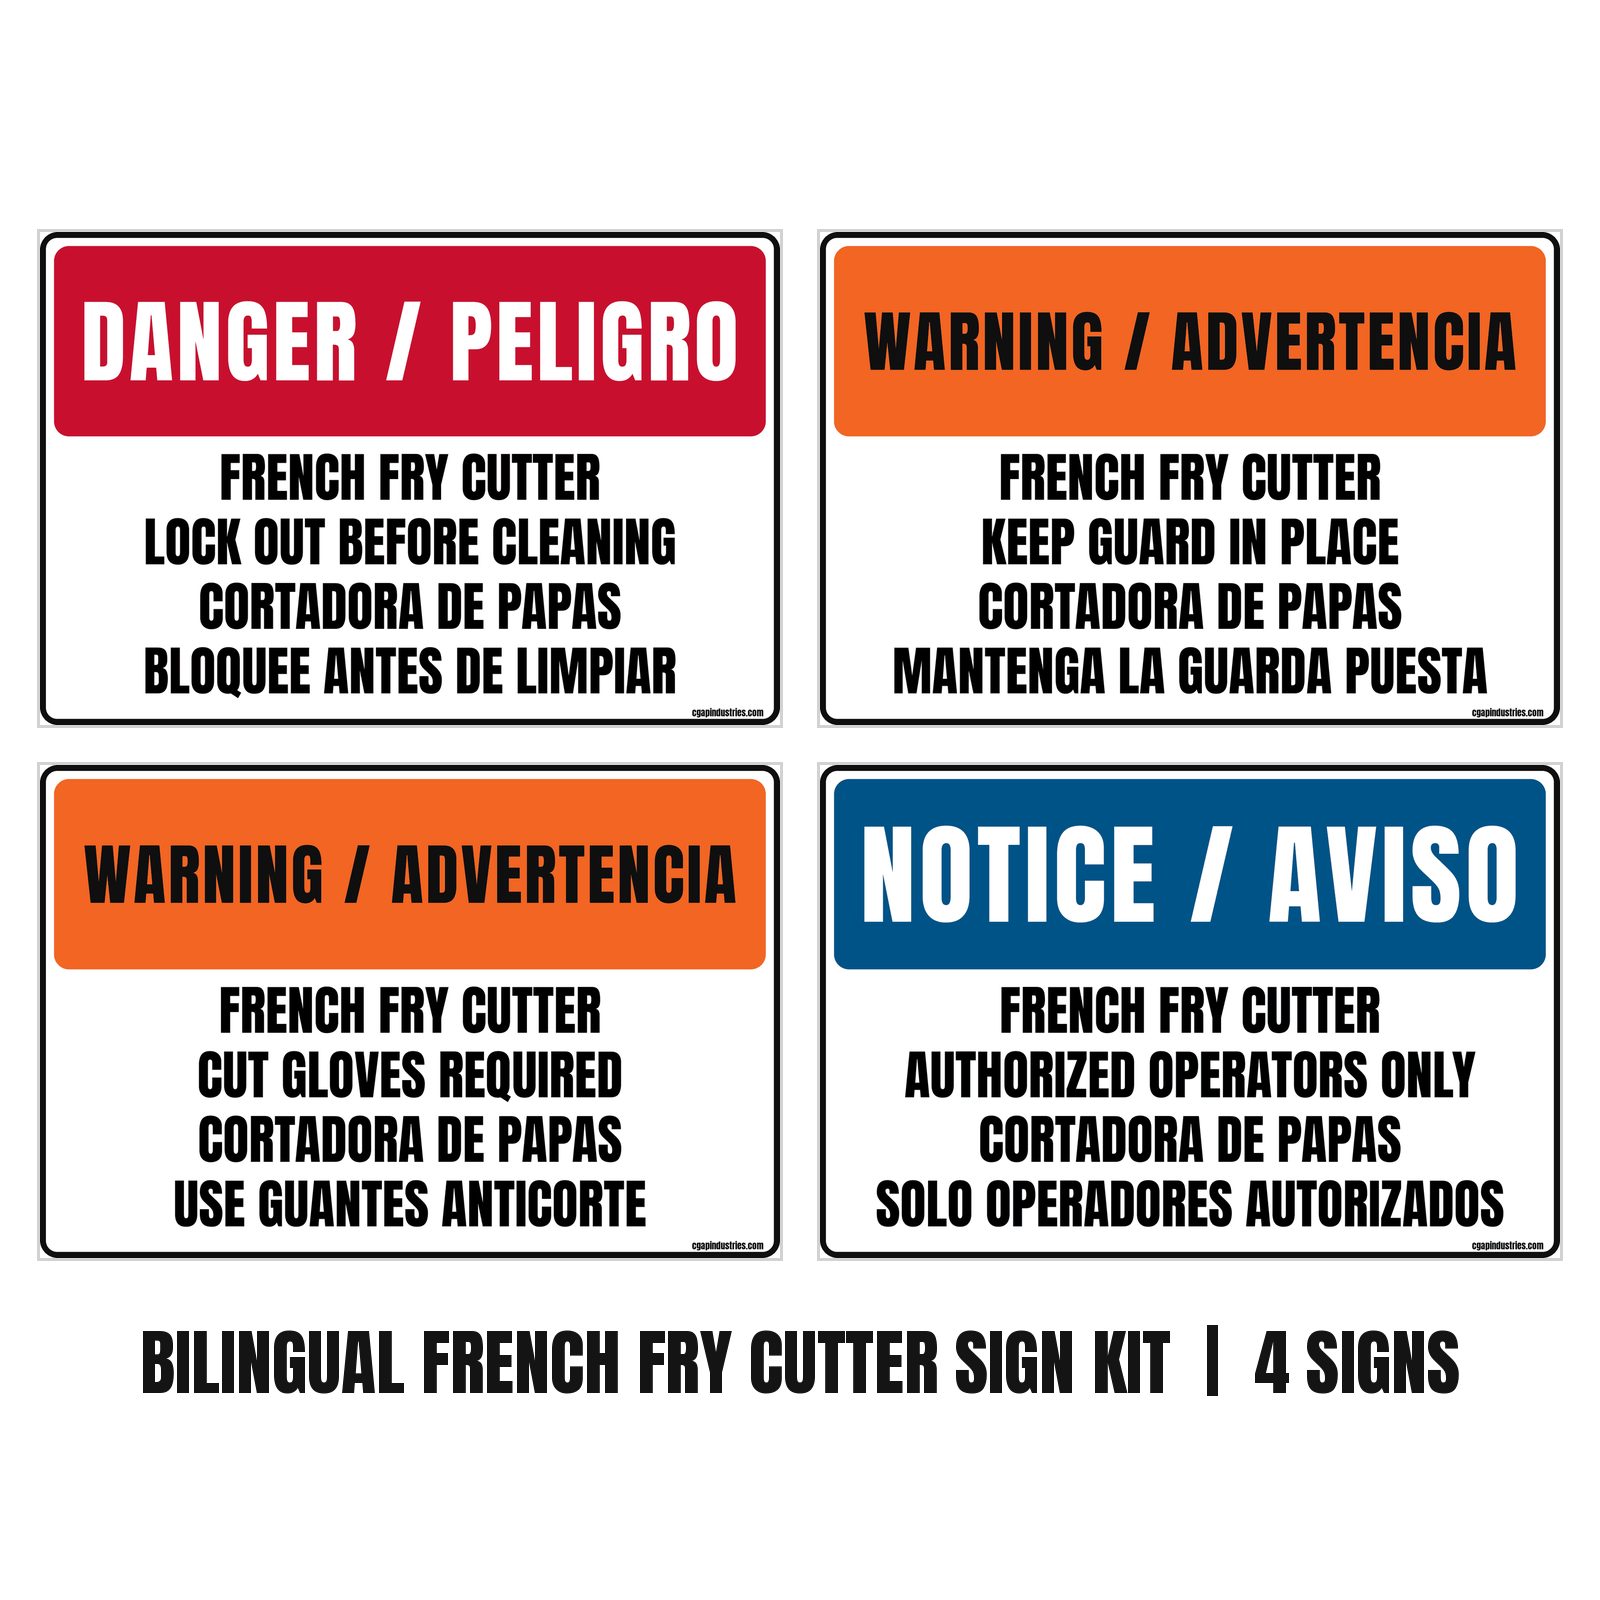 DANGER / PELIGRO
FRENCH FRY CUTTER
LOCK OUT BEFORE CLEANING
CORTADORA DE PAPAS
BLOQUEE ANTES DE LIMPIAR
cgapindustries.com
WARNING / ADVERTENCIA
FRENCH FRY CUTTER
KEEP GUARD IN PLACE
CORTADORA DE PAPAS
MANTENGA LA GUARDA PUESTA
cgapindustries.com
WARNING / ADVERTENCIA
FRENCH FRY CUTTER
CUT GLOVES REQUIRED
CORTADORA DE PAPAS
USE GUANTES ANTICORTE
cgapindustries.com
NOTICE / AVISO
FRENCH FRY CUTTER
AUTHORIZED OPERATORS ONLY
CORTADORA DE PAPAS
SOLO OPERADORES AUTORIZADOS
cgapindustries.com
BILINGUAL FRENCH FRY CUTTER SIGN KIT | 4 SIGNS